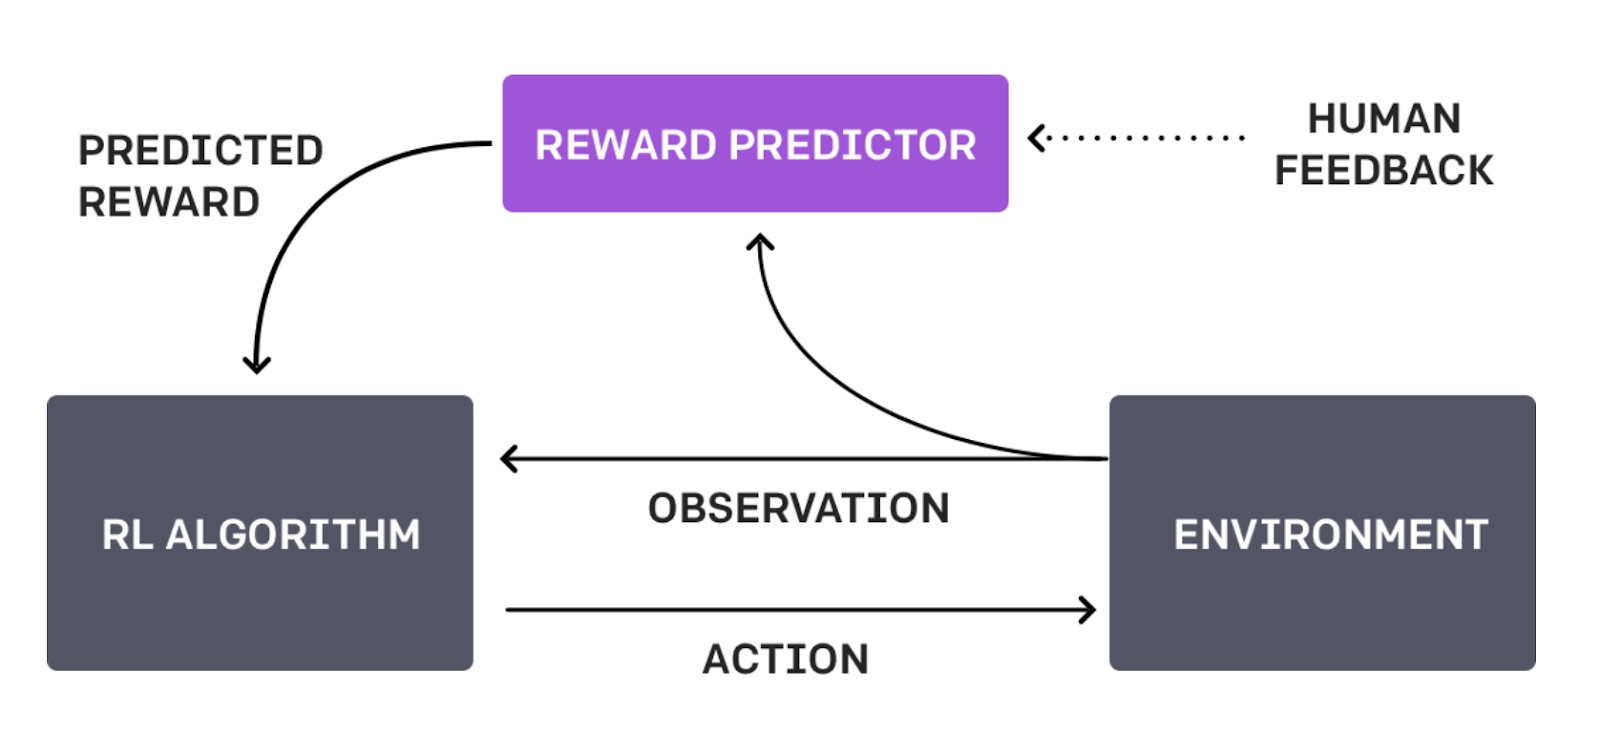 PREDICTED
REWARD
REWARD PREDICTOR
HUMAN
FEEDBACK
OBSERVATION
RL ALGORITHM
ENVIRONMENT
ACTION